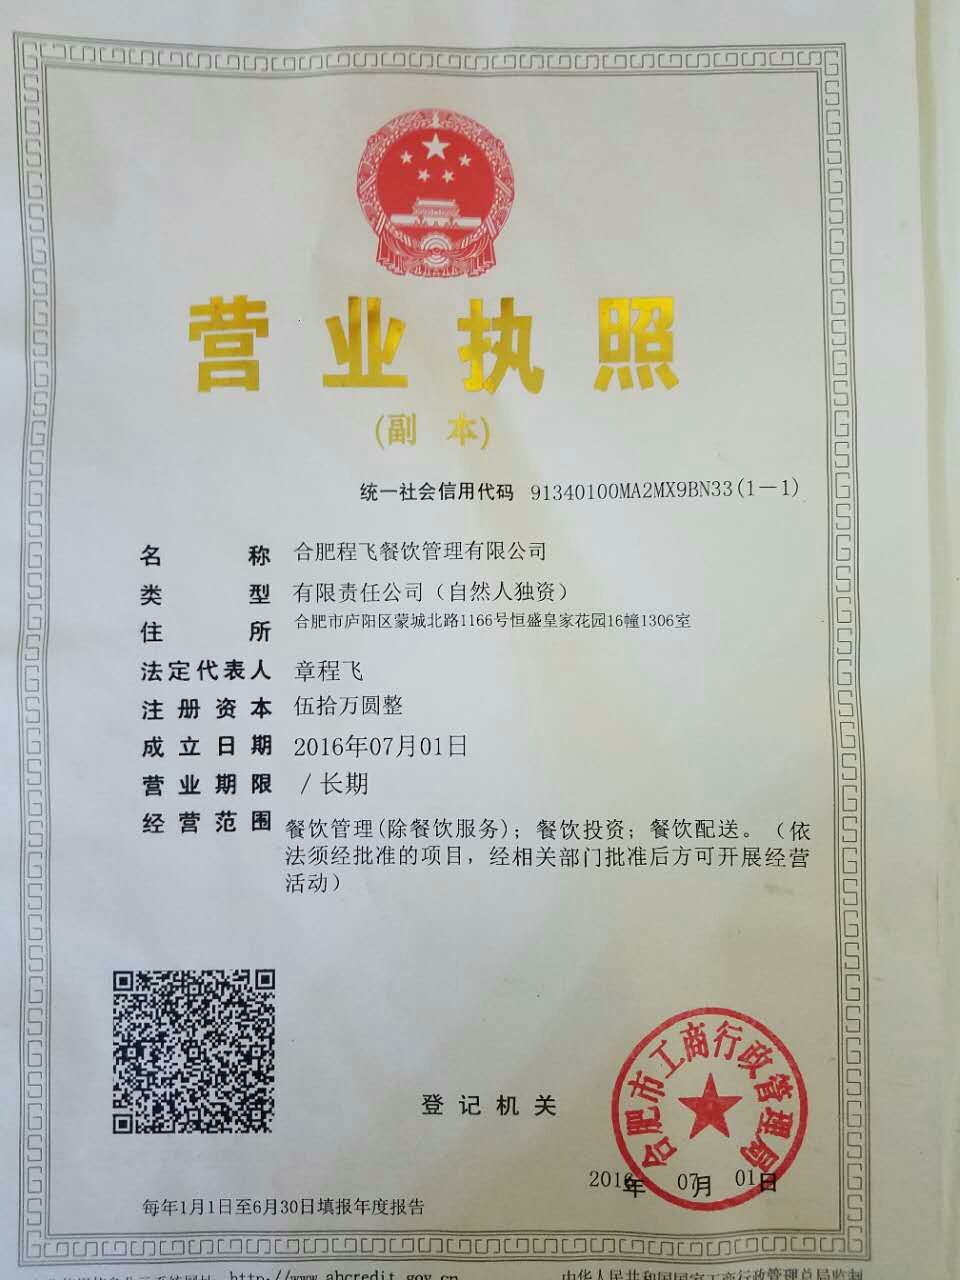 营业执照
(副 本)
统一社会信用代码 91340100MA2MX9BN33(1－1)
名 称 合肥程飞餐饮管理有限公司
类 型 有限责任公司（自然人独资）
住 所 合肥市庐阳区蒙城北路1166号恒盛皇家花园16幢1306室
法定代表人 章程飞
注册资本 伍拾万圆整
成立日期 2016年07月01日
营业期限 / 长期
经营范围 餐饮管理(除餐饮服务)；餐饮投资；餐饮配送。（依
法须经批准的项目，经相关部门批准后方可开展经营
活动）
登记机关
合肥市工商行政管理局
2016年 07月 01日
每年1月1日至6月30日填报年度报告
http://www.ahcredit.gov.cn
中华人民共和国国家工商行政管理总局监制